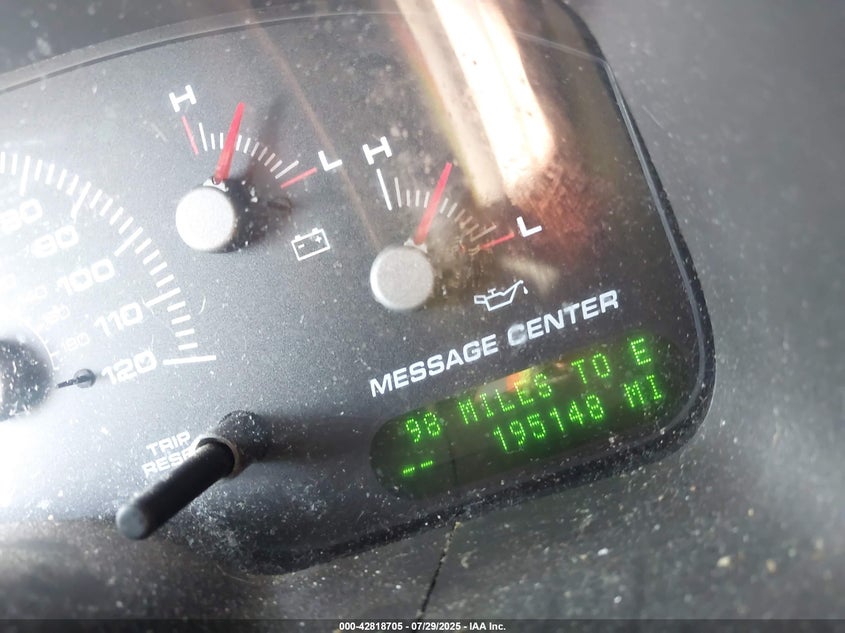 H
L
H
L
80
90
100
110
120
MESSAGE CENTER
98 MILES TO E
-- 195148 MI
TRIP
RESET
000-42818705 - 07/29/2025 - IAA Inc.